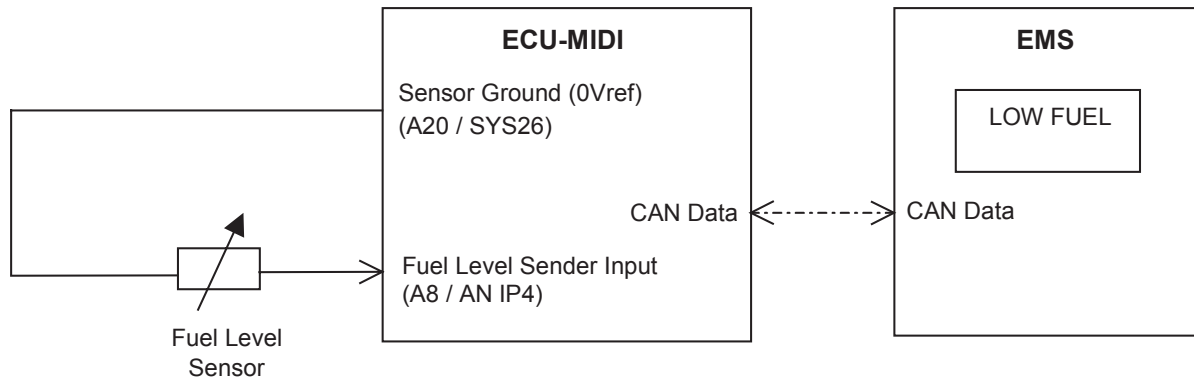 ECU-MIDI
Sensor Ground (0Vref)
(A20 / SYS26)
CAN Data
Fuel Level Sender Input
(A8 / AN IP4)
Fuel Level
Sensor
EMS
LOW FUEL
CAN Data